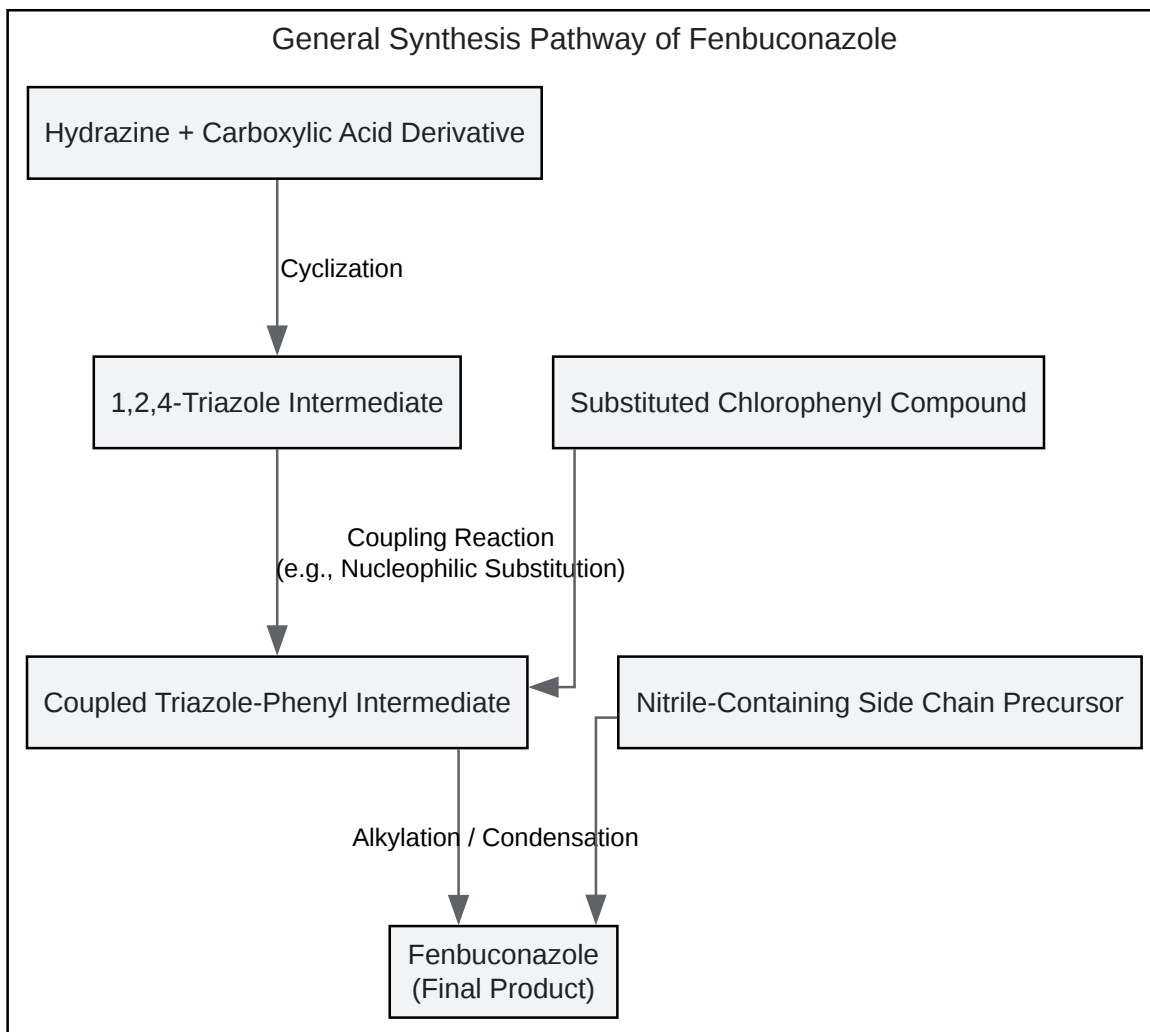 General Synthesis Pathway of Fenbuconazole
Hydrazine + Carboxylic Acid Derivative
Cyclization
1,2,4-Triazole Intermediate
Substituted Chlorophenyl Compound
Coupling Reaction
(e.g., Nucleophilic Substitution)
Coupled Triazole-Phenyl Intermediate
Nitrile-Containing Side Chain Precursor
Alkylation / Condensation
Fenbuconazole
(Final Product)